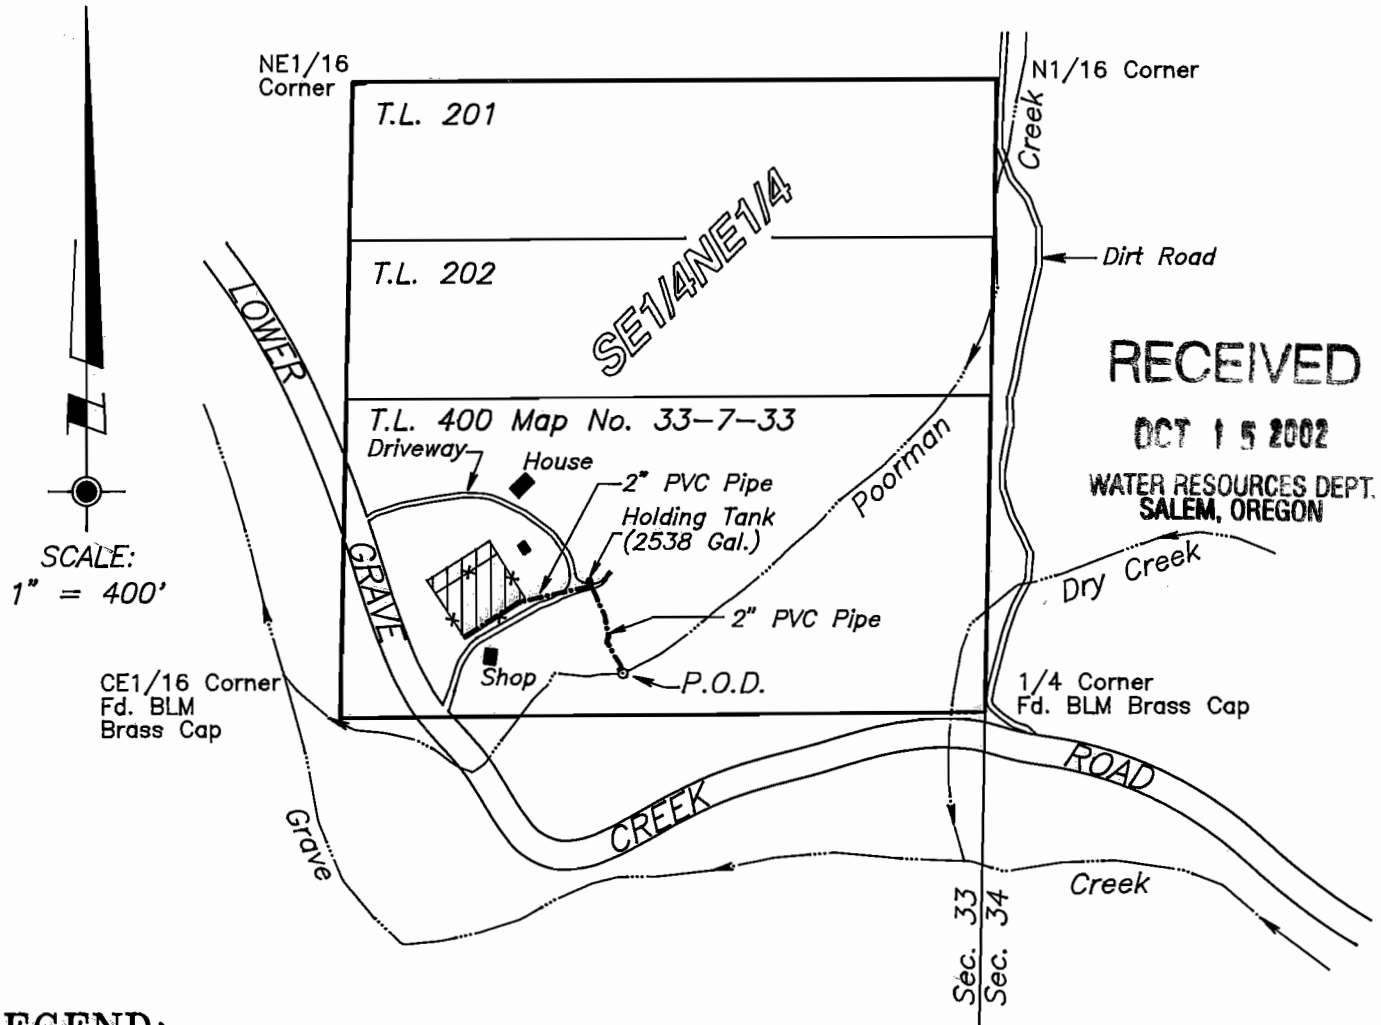 NE1/16
Corner
N1/16 Corner
T.L. 201
Creek
SE1/4NE1/4
Dirt Road
T.L. 202
LOWER
RECEIVED
OCT 15 2002
WATER RESOURCES DEPT.
SALEM, OREGON
T.L. 400 Map No. 33-7-33
Driveway
House
2" PVC Pipe
Poorman
Holding Tank
(2538 Gal.)
N
SCALE:
1" = 400'
GRAVE
Dry Creek
2" PVC Pipe
Shop
P.O.D.
CE1/16 Corner
Fd. BLM
Brass Cap
1/4 Corner
Fd. BLM Brass Cap
ROAD
CREEK
Grave
Creek
Sec. 33
Sec. 34